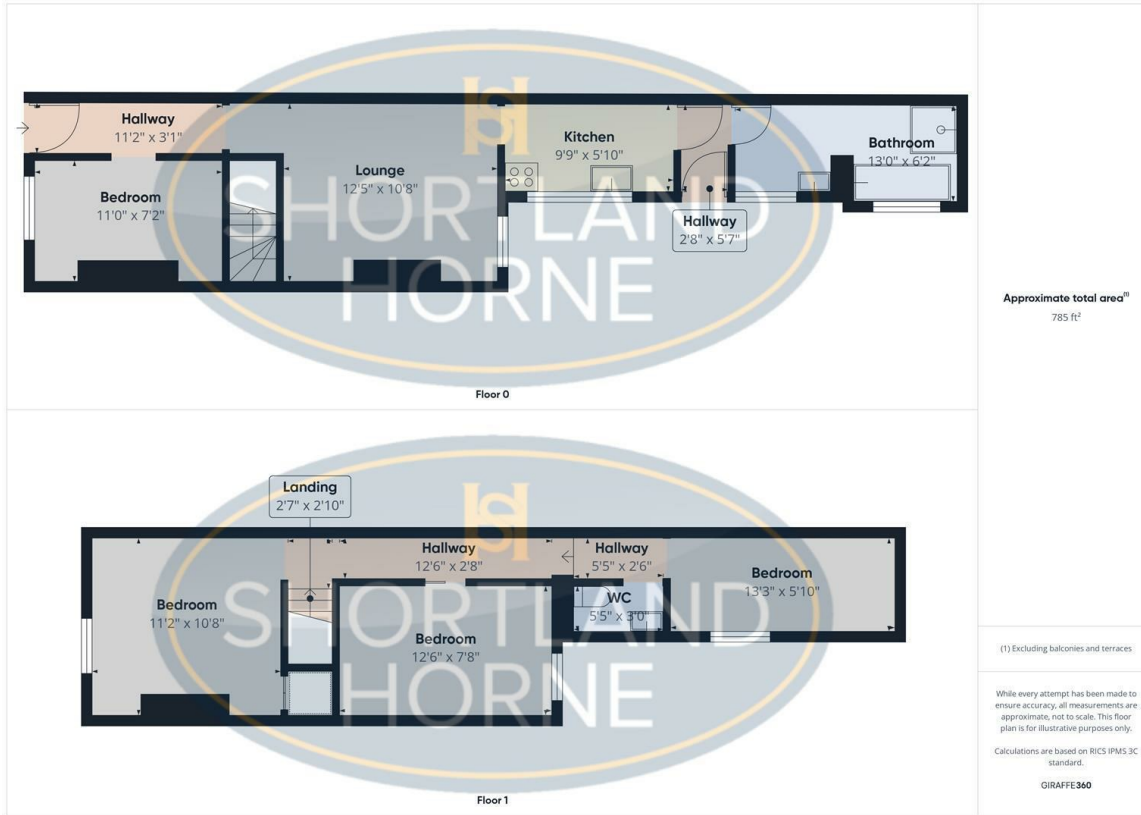 Hallway
11'2" x 3'1"
Bedroom
11'0" x 7'2"
Lounge
12'5" x 10'8"
Kitchen
9'9" x 5'10"
Hallway
2'8" x 5'7"
Bathroom
13'0" x 6'2"
SHORTLAND
HORNE
Floor 0
Landing
2'7" x 2'10"
Hallway
12'6" x 2'8"
Hallway
5'5" x 2'6"
Bedroom
11'2" x 10'8"
Bedroom
12'6" x 7'8"
WC
5'5" x 3'0"
Bedroom
13'3" x 5'10"
SHORTLAND
HORNE
Floor 1
Approximate total area(1)
785 ft²
(1) Excluding balconies and terraces
While every attempt has been made to
ensure accuracy, all measurements are
approximate, not to scale. This floor
plan is for illustrative purposes only.
Calculations are based on RICS IPMS 3C
standard.
GIRAFFE360